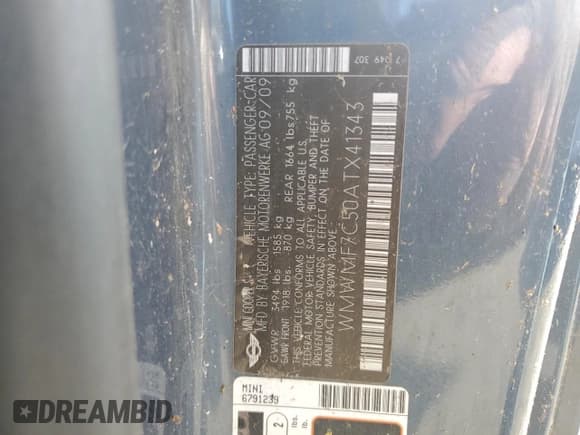 MINI COOPER VEHICLE TYPE: PASSENGER-CAR
MFD BY BAYERISCHE MOTORENWERKE AG 09/09
GVWR 3494 lbs 1585 kg
GAWR FRONT 1918 lbs. 870 kg REAR 1664 lbs 755 kg
THIS VEHICLE CONFORMS TO ALL APPLICABLE U.S.
FEDERAL MOTOR VEHICLE SAFETY, BUMPER AND THEFT
PREVENTION STANDARDS IN EFFECT ON THE DATE OF
MANUFACTURE SHOWN ABOVE
WMWMF7C50ATX41343
7 049 307
MINI
6791239
2
lbs.
DREAMBID